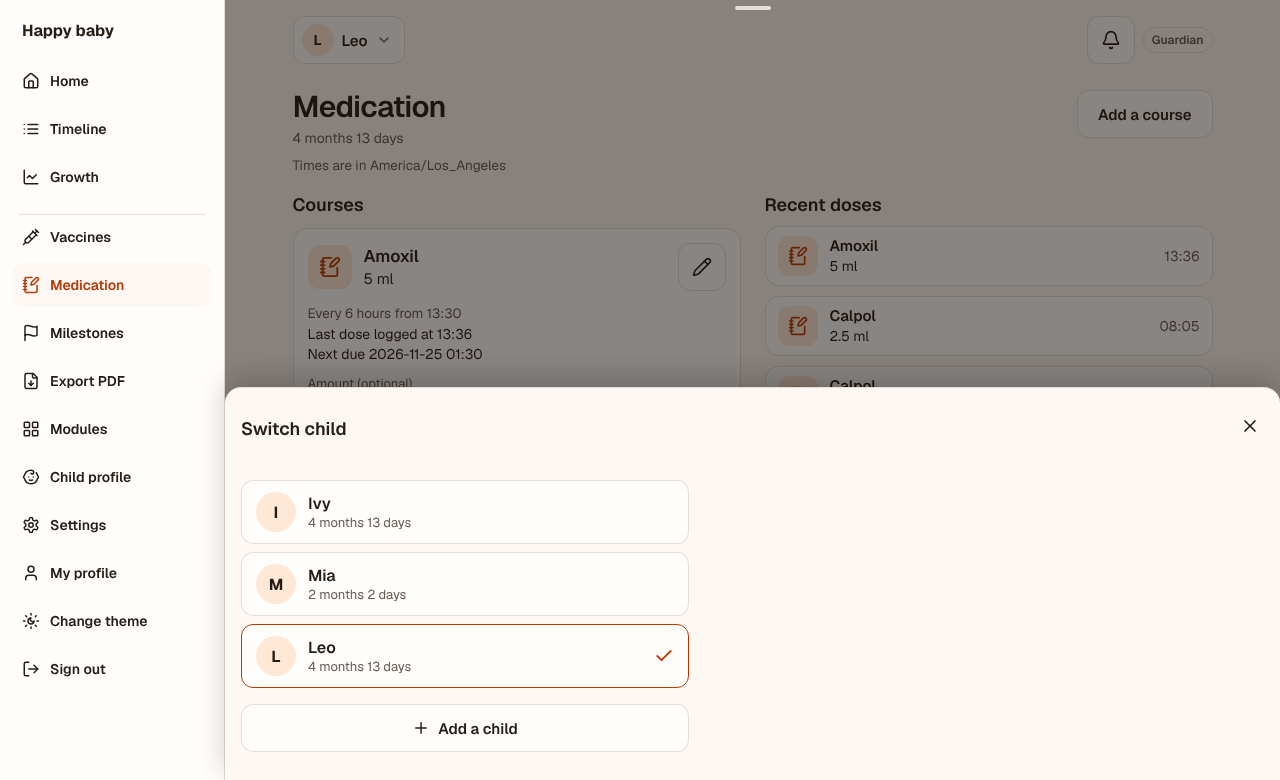 Happy baby
Home
Timeline
Growth
Vaccines
Medication
Milestones
Export PDF
Modules
Child profile
Settings
My profile
Change theme
Sign out
L Leo
Guardian
Medication
4 months 13 days
Times are in America/Los_Angeles
Add a course
Courses
Amoxil
5 ml
Every 6 hours from 13:30
Last dose logged at 13:36
Next due 2026-11-25 01:30
Amount (optional)
Recent doses
Amoxil
5 ml
13:36
Calpol
2.5 ml
08:05
Calpol
Switch child
I
Ivy
4 months 13 days
M
Mia
2 months 2 days
L
Leo
4 months 13 days
Add a child